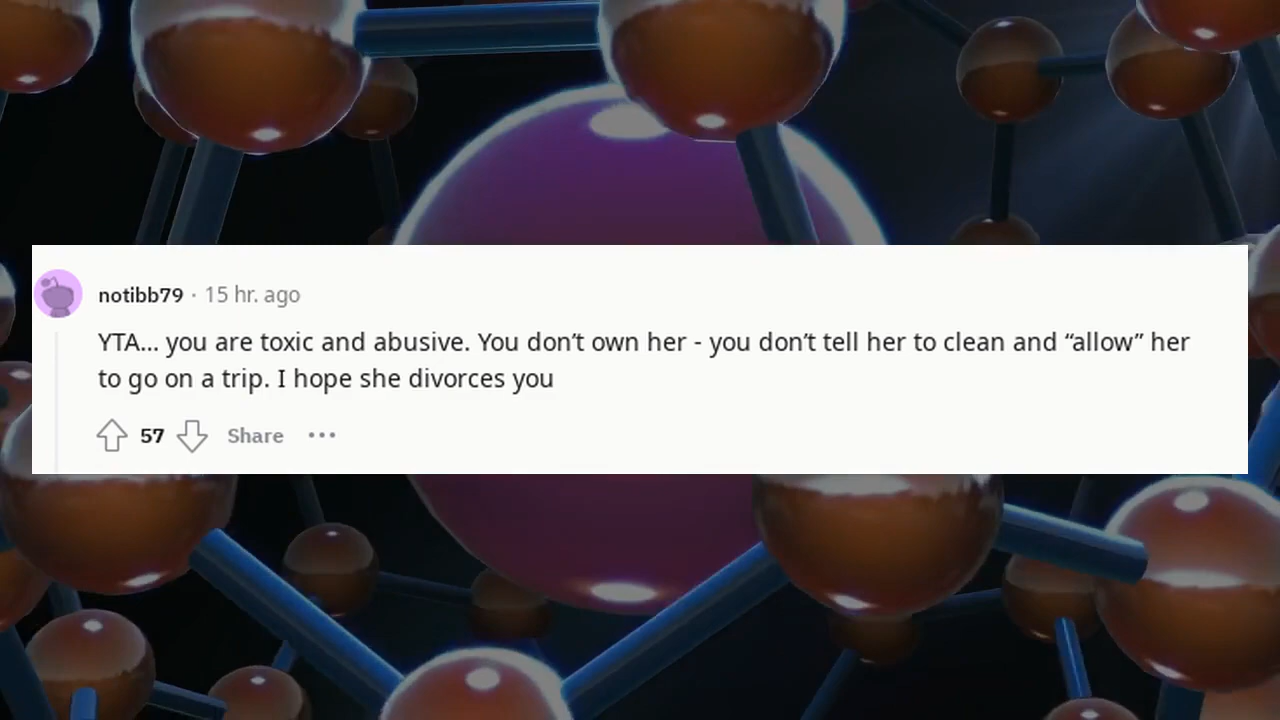 notibb79 · 15 hr. ago
YTA... you are toxic and abusive. You don’t own her - you don’t tell her to clean and “allow” her
to go on a trip. I hope she divorces you
57 Share •••